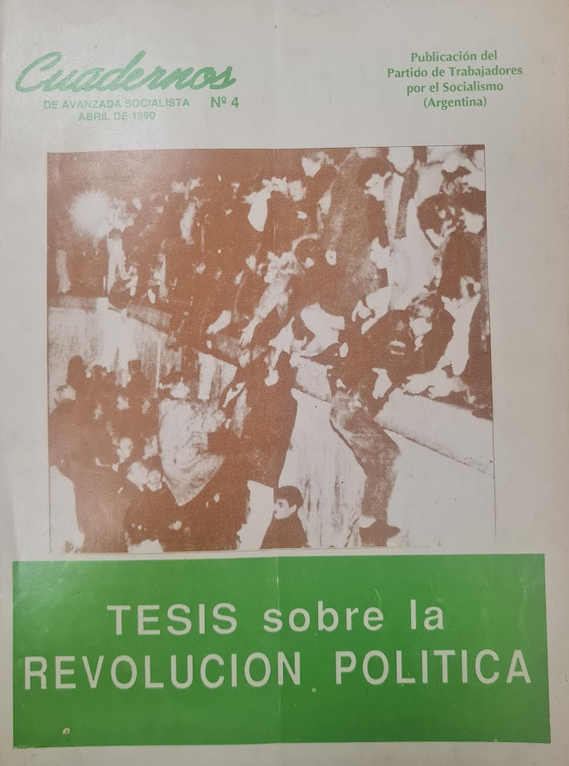 Cuadernos
DE AVANZADA SOCIALISTA Nº 4
ABRIL DE 1990
Publicación del
Partido de Trabajadores
por el Socialismo
(Argentina)
TESIS sobre la
REVOLUCION POLITICA